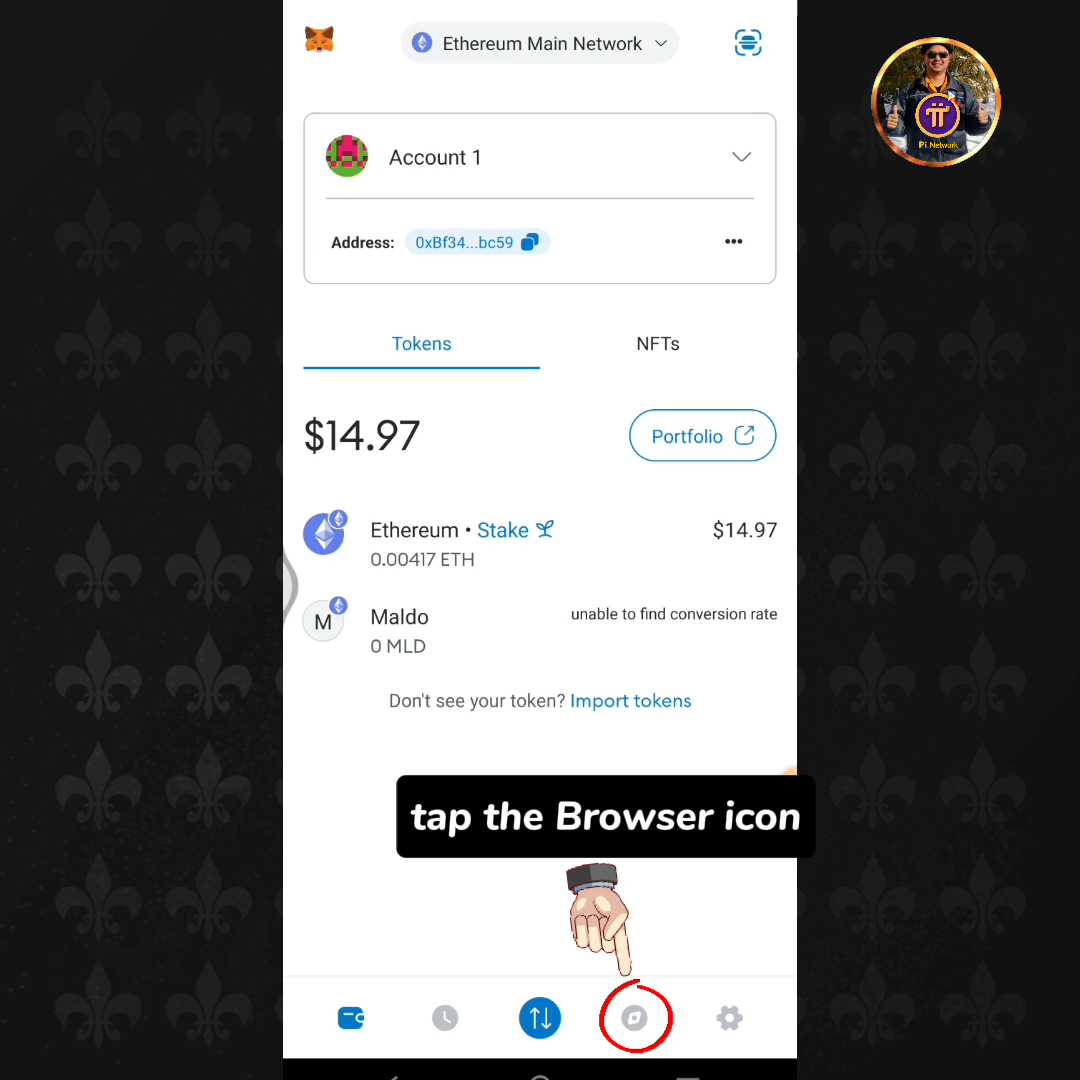 Ethereum Main Network
Account 1
Address: 0xBf34...bc59
Tokens NFTs
$14.97 Portfolio
Ethereum • Stake $14.97
0.00417 ETH
M Maldo unable to find conversion rate
0 MLD
Don't see your token? Import tokens
tap the Browser icon
Pi Network